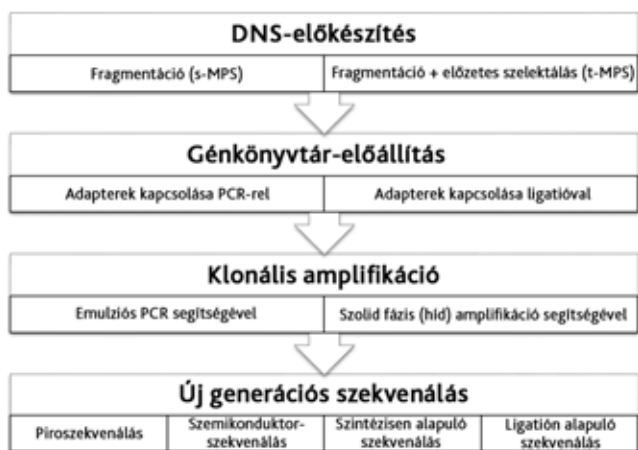 DNS-előkészítés
Fragmentáció (s-MPS)
Fragmentáció + előzetes szelektálás (t-MPS)
Génkönyvtár-előállítás
Adapterek kapcsolása PCR-rel
Adapterek kapcsolása ligatióval
Klonális amplifikáció
Emulziós PCR segítségével
Szolid fázis (híd) amplifikáció segítségével
Új generációs szekvenálás
Piroszekvenálás
Szemikonduktor-
szekvenálás
Szintézisen alapuló
szekvenálás
Ligatión alapuló
szekvenálás